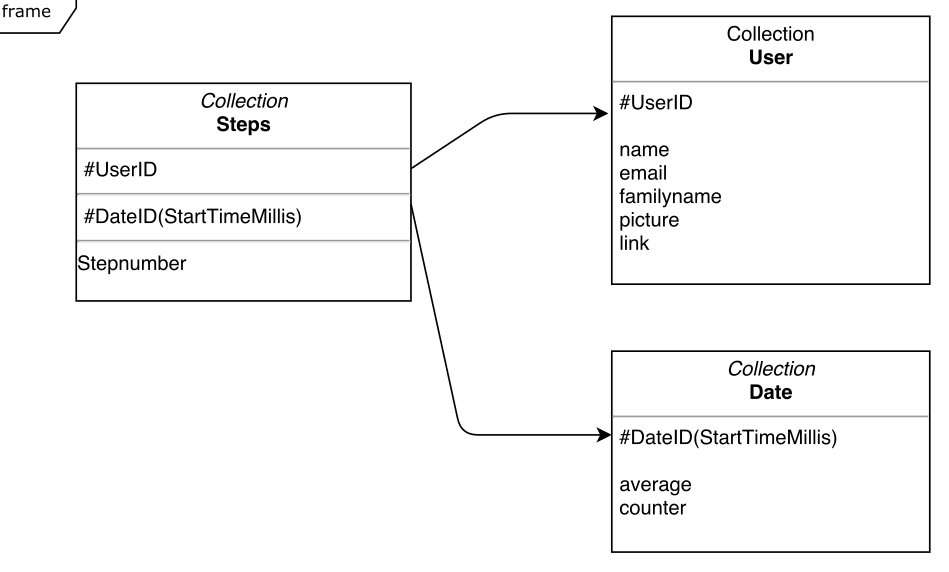 frame
Collection
Steps
#UserID
#DateID(StartTimeMillis)
Stepnumber
Collection
User
#UserID
name
email
familyname
picture
link
Collection
Date
#DateID(StartTimeMillis)
average
counter